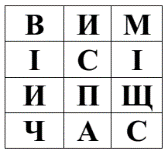 В И М
І С І
И П Щ
Ч А С